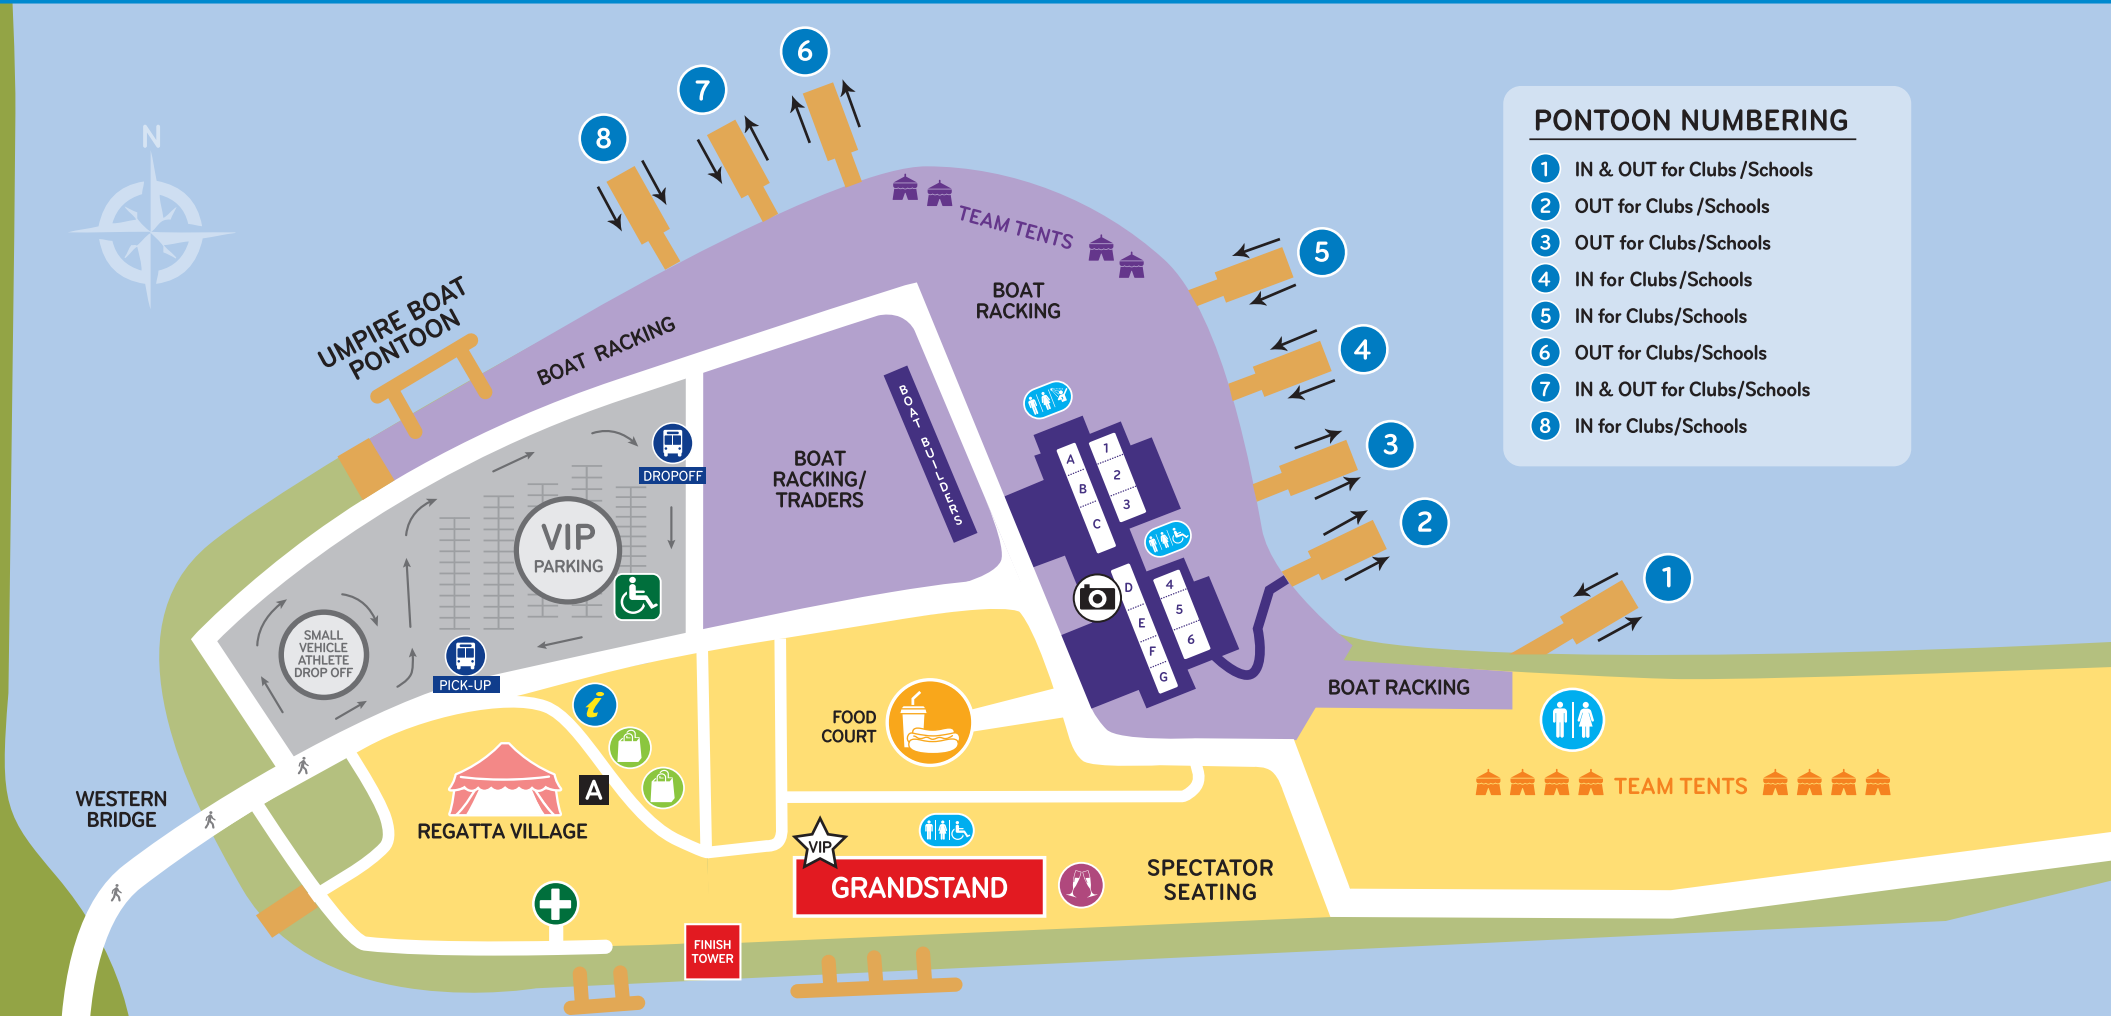 N
6
7
8
5
4
3
2
1
PONTOON NUMBERING
1 IN & OUT for Clubs/Schools
2 OUT for Clubs/Schools
3 OUT for Clubs/Schools
4 IN for Clubs/Schools
5 IN for Clubs/Schools
6 OUT for Clubs/Schools
7 IN & OUT for Clubs/Schools
8 IN for Clubs/Schools
TEAM TENTS
UMPIRE BOAT
PONTOON
BOAT RACKING
BOAT
RACKING
BOAT
RACKING/
TRADERS
BOAT BUILDERS
DROPOFF
VIP
PARKING
SMALL
VEHICLE
ATHLETE
DROP OFF
PICK-UP
A
B
C
1
2
3
D
E
F
G
4
5
6
BOAT RACKING
i
FOOD
COURT
A
REGATTA VILLAGE
WESTERN
BRIDGE
TEAM TENTS
VIP
GRANDSTAND
SPECTATOR
SEATING
FINISH
TOWER